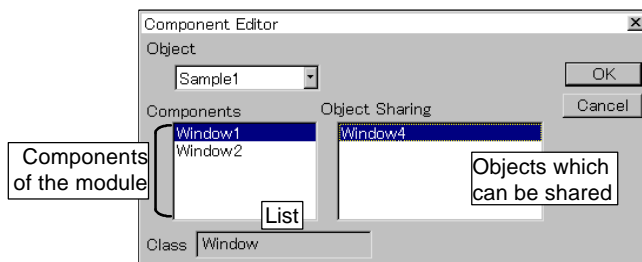 Component Editor
Object
Sample1
OK
Cancel
Components
Object Sharing
Window1
Window2
Window4
Components
of the module
Objects which
can be shared
List
Class
Window